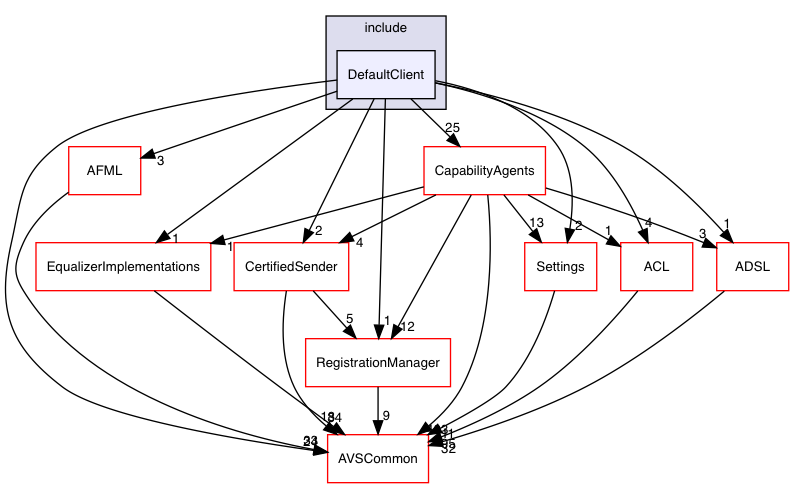 include
DefaultClient
25
AFML
3
CapabilityAgents
1
1
2
4
13
2
1
4
3
1
EqualizerImplementations
CertifiedSender
Settings
ACL
ADSL
5
1
12
RegistrationManager
9
32
AVSCommon